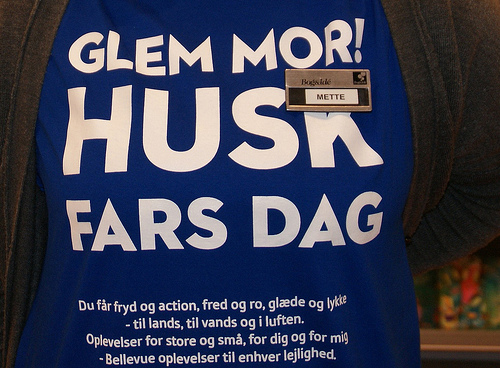 GLEM MOR!
Bog&idé
METTE
HUSK
FARS DAG
Du får fryd og action, fred og ro, glæde og lykke
- til lands, til vands og i luften.
Oplevelser for store og små, for dig og for mig
- Bellevue oplevelser til enhver lejlighed.